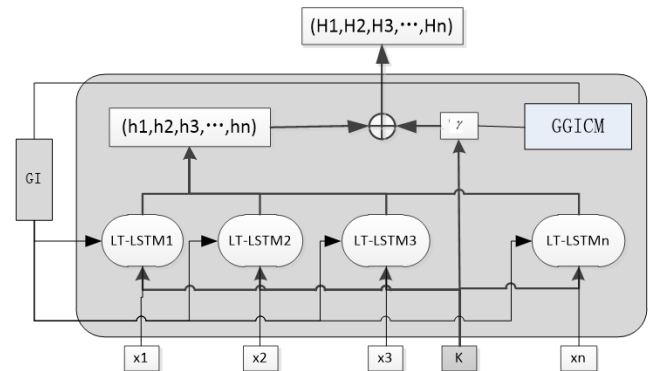 (H1,H2,H3,⋯,Hn)
(h1,h2,h3,⋯,hn)
γ
GGICM
GI
LT-LSTM1
LT-LSTM2
LT-LSTM3
LT-LSTMn
x1
x2
x3
K
xn